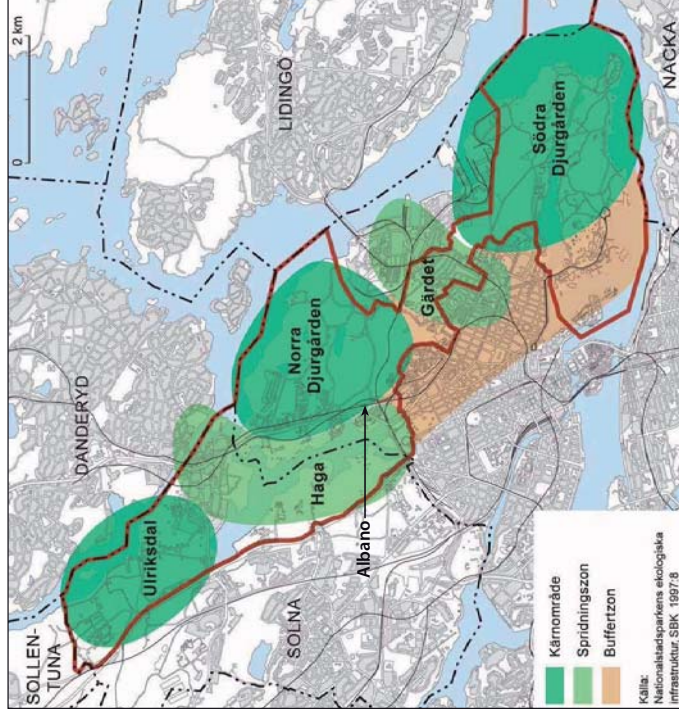 2 km
0
NACKA
LIDINGÖ
Södra
Djurgården
Gärdet
Norra
Djurgården
DANDERYD
Haga
Albano
Ulriksdal
SOLNA
SOLLEN-
TUNA
Kärnområde
Spridningszon
Buffertzon
Källa:
Nationalstadsparkens ekologiska
infrastruktur, SBK 1997:8